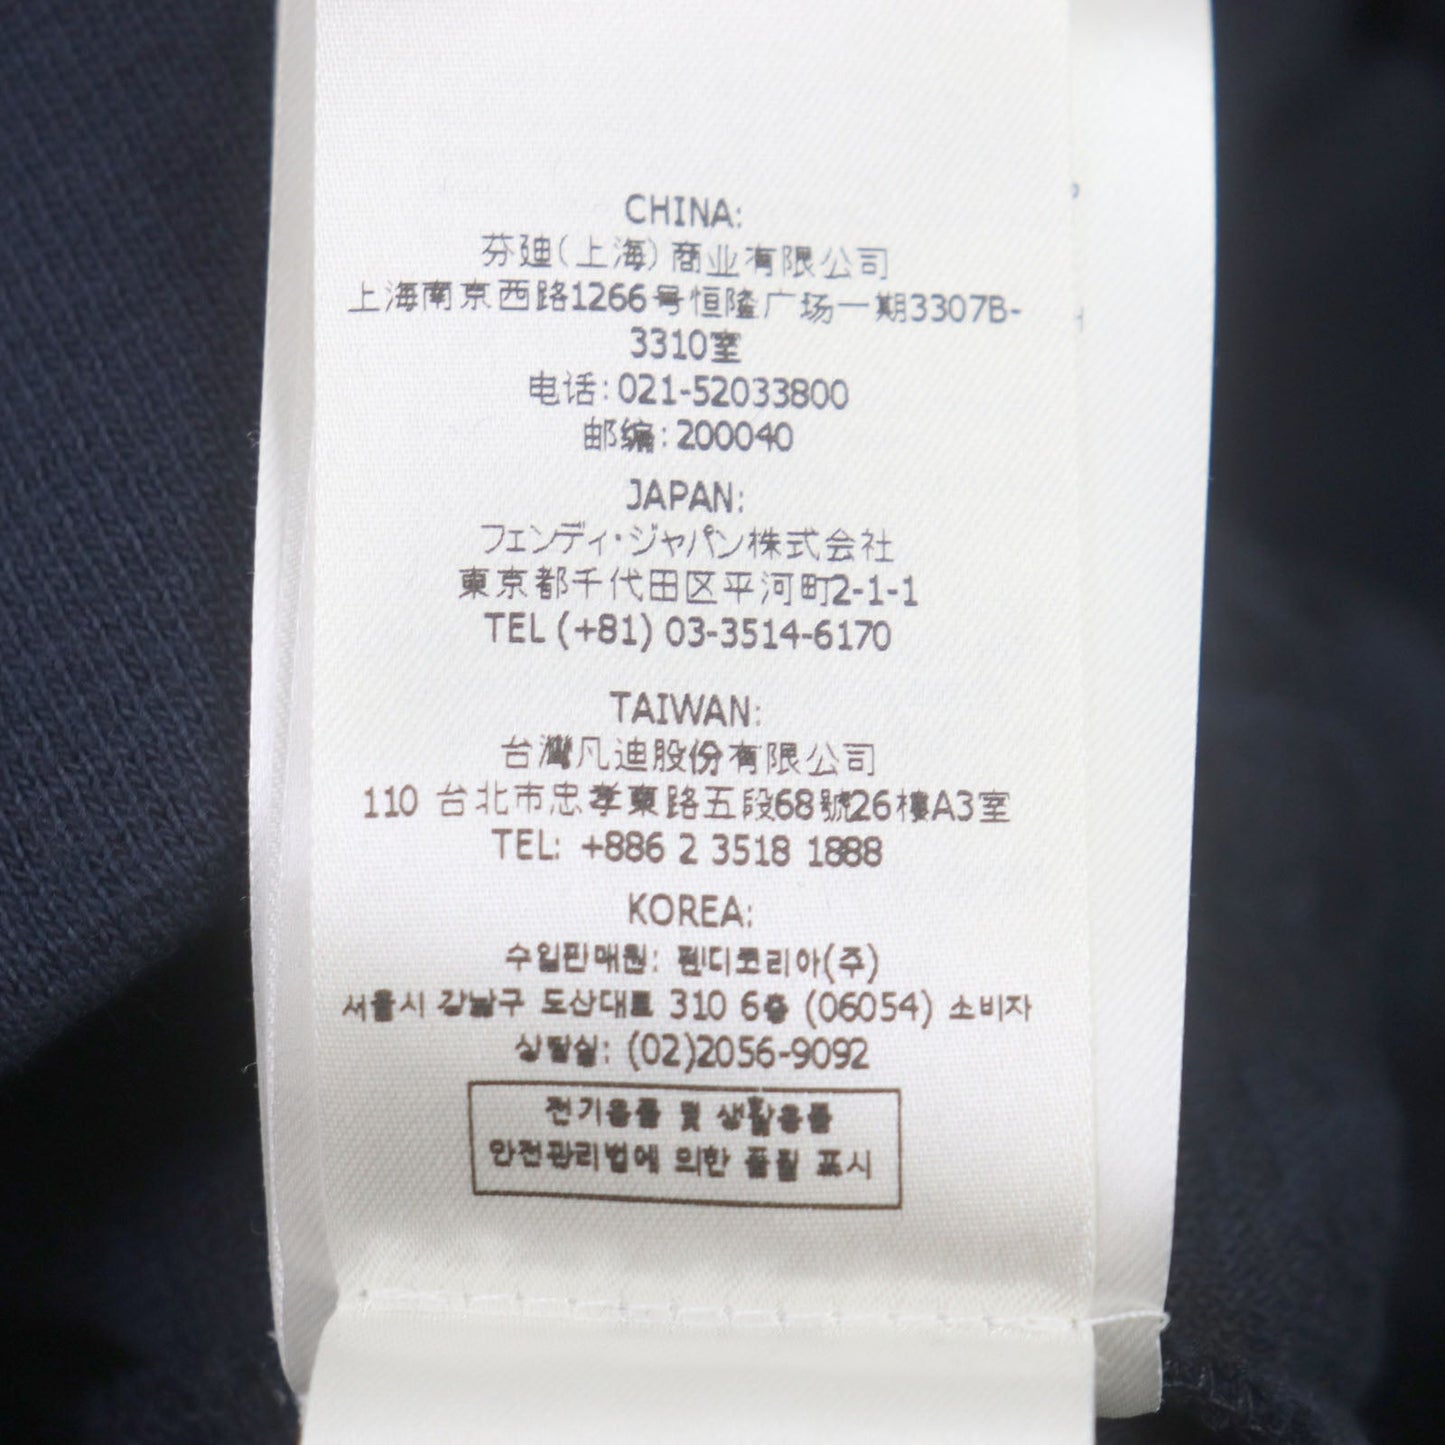 CHINA:
芬迪(上海)商业有限公司
上海南京西路1266号恒隆广场一期3307B-
3310室
电话:021-52033800
邮编:200040
JAPAN:
フェンディ・ジャパン株式会社
東京都千代田区平河町2-1-1
TEL (+81) 03-3514-6170
TAIWAN:
台灣凡迪股份有限公司
110 台北市忠孝東路五段68號26樓A3室
TEL: +886 2 3518 1888
KOREA:
수입판매원: 펜디코리아(주)
서울시 강남구 도산대로 310 6층 (06054) 소비자
상담실: (02)2056-9092
전기용품 및 생활용품
안전관리법에 의한 품질 표시